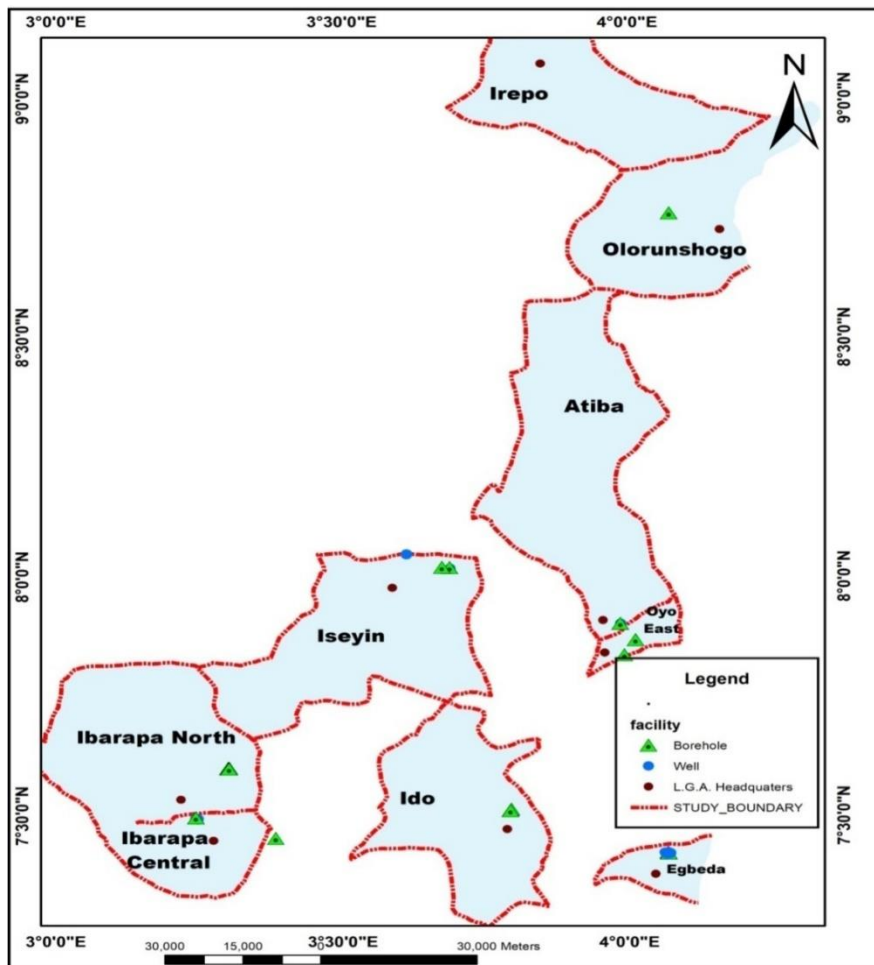 3°0'0"E 3°30'0"E 4°0'0"E
N
9°0'0"N 9°0'0"N
Irepo
Olorunshogo
8°30'0"N 8°30'0"N
Atiba
8°0'0"N 8°0'0"N
Oyo
East
Iseyin
Legend
facility
Borehole
Well
L.G.A. Headquaters
STUDY_BOUNDARY
Ibarapa North
Ido
7°30'0"N 7°30'0"N
Ibarapa
Central
Egbeda
3°0'0"E 3°30'0"E 4°0'0"E
30,000 15,000 0 30,000 Meters